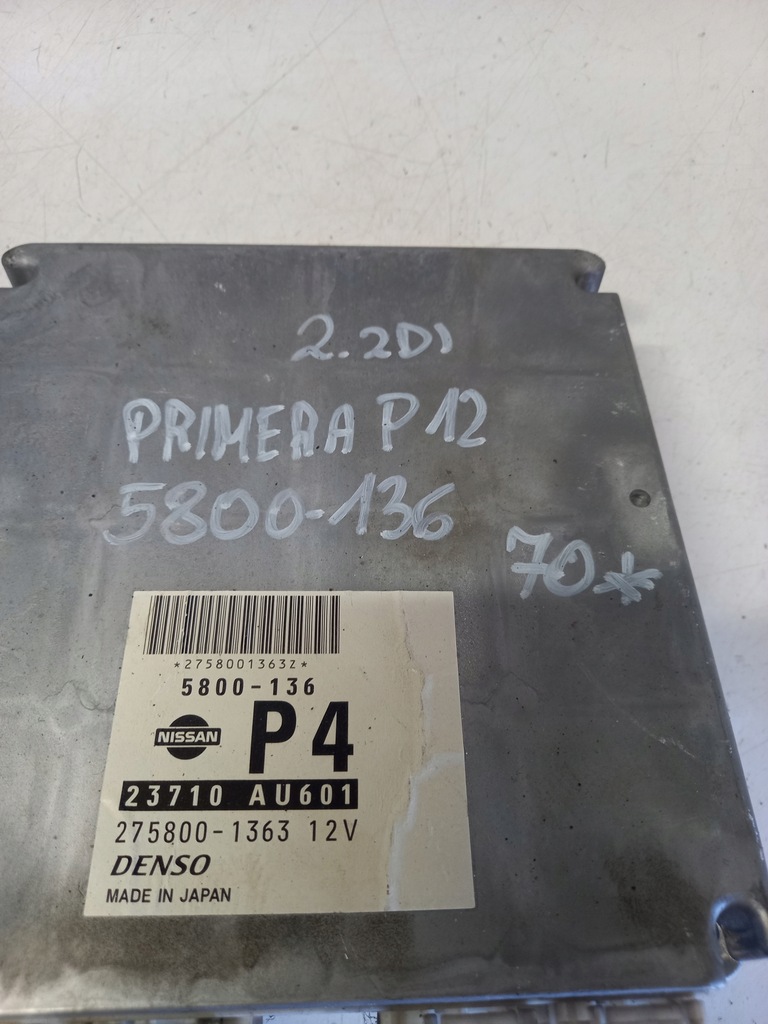 2.2DI
PRIMERA P12
5800-136
70*
*2758001363Z*
5800-136
NISSAN
P4
23710 AU601
275800-1363 12V
DENSO
MADE IN JAPAN